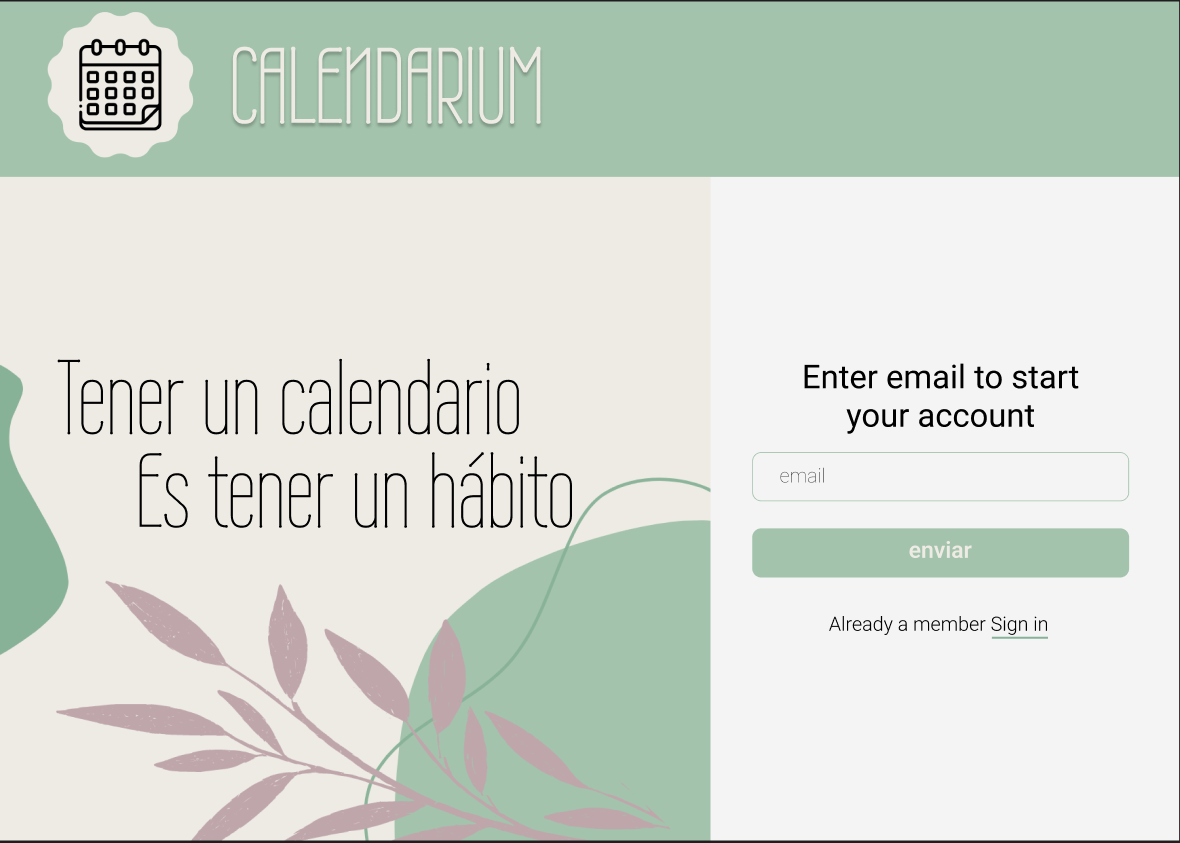 CALENDARIUM
Tener un calendario
Es tener un hábito
Enter email to start
your account
email
enviar
Already a member Sign in